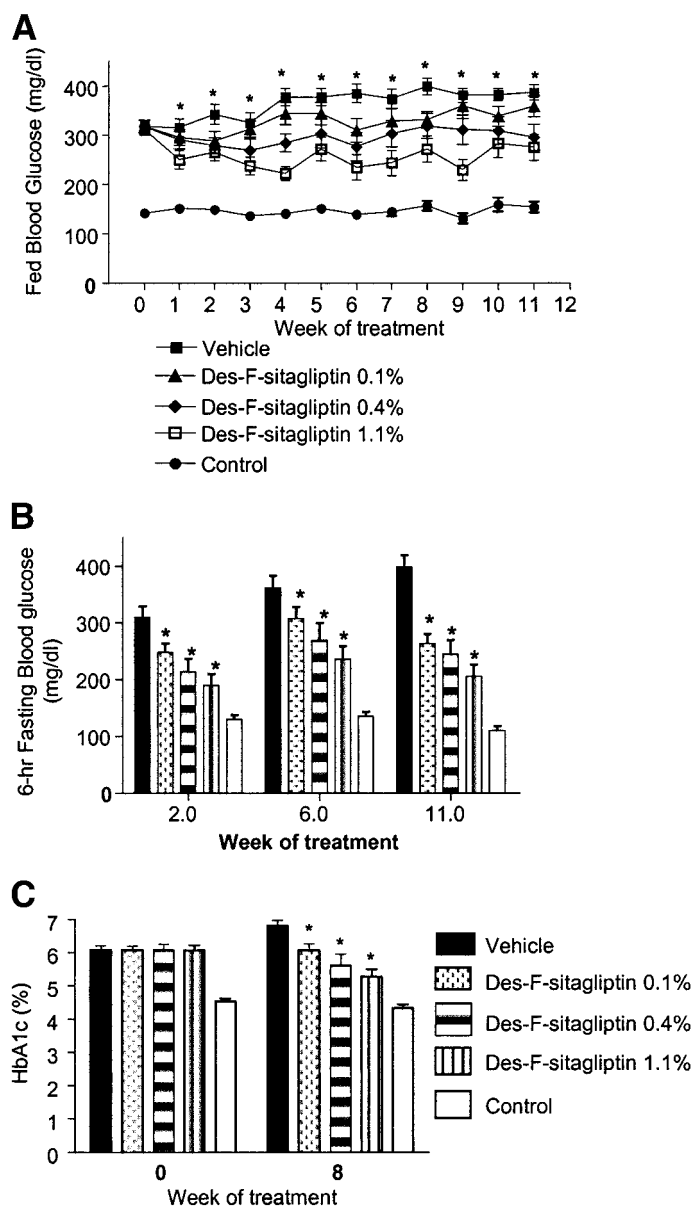 A
Fed Blood Glucose (mg/dl)
* * * * * * * * * * *
400
300
200
100
0
0 1 2 3 4 5 6 7 8 9 10 11 12
Week of treatment
Vehicle
Des-F-sitagliptin 0.1%
Des-F-sitagliptin 0.4%
Des-F-sitagliptin 1.1%
Control
B
6-hr Fasting Blood glucose
(mg/dl)
400
300
200
100
0
* * * * * * * * *
2.0 6.0 11.0
Week of treatment
C
HbA1c (%)
7
6
5
4
3
2
1
0
* * *
0 8
Week of treatment
Vehicle
Des-F-sitagliptin 0.1%
Des-F-sitagliptin 0.4%
Des-F-sitagliptin 1.1%
Control